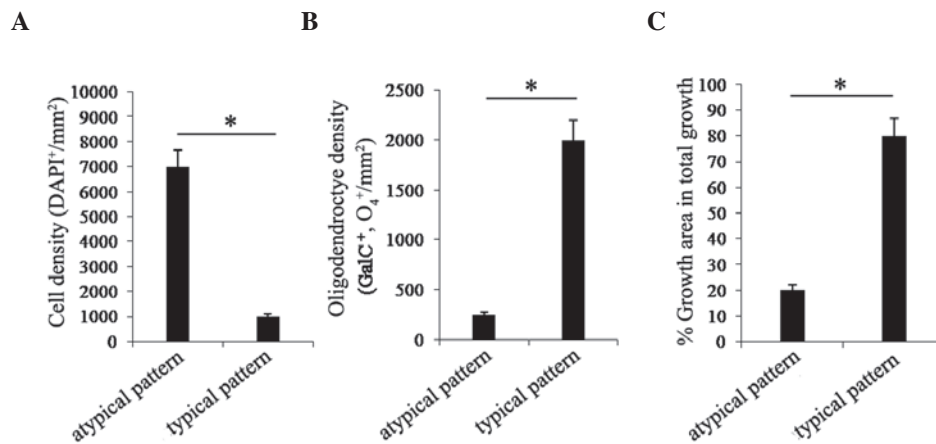 A
B
C
Cell density (DAPI⁺/mm²)
10000
9000
8000
7000
6000
5000
4000
3000
2000
1000
0
*
atypical pattern
typical pattern
Oligodendroctye density
(GalC⁺, O₄⁺/mm²)
2500
2000
1500
1000
500
0
*
atypical pattern
typical pattern
% Growth area in total growth
100
90
80
70
60
50
40
30
20
10
0
*
atypical pattern
typical pattern